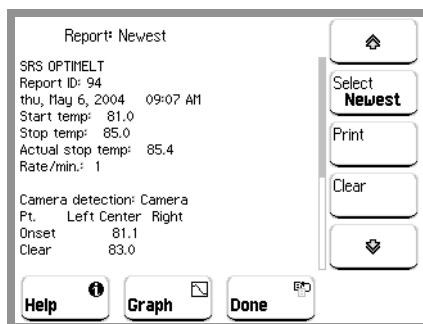 Report: Newest
SRS OPTIMELT
Report ID: 94
thu, May 6, 2004 09:07 AM
Start temp: 81.0
Stop temp: 85.0
Actual stop temp: 85.4
Rate/min.: 1
Camera detection: Camera
Pt. Left Center Right
Onset 81.1
Clear 83.0
Select
Newest
Print
Clear
Help
Graph
Done